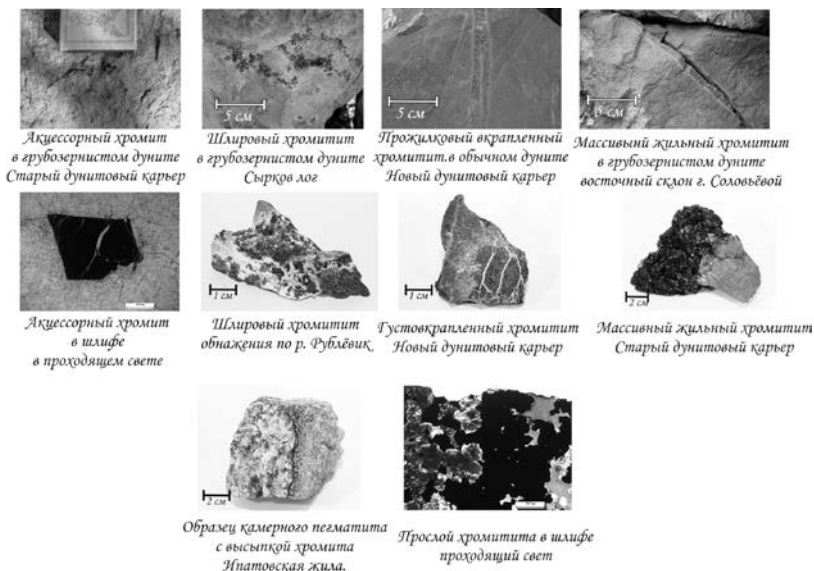 5 см
5 см
5 см
Акцессорный хромит
в грубозернистом дуните
Старый дунитовый карьер
Шлировый хромитит
в грубозернистом дуните
Сырков лог
Прожилковый вкрапленный
хромитит.в обычном дуните
Новый дунитовый карьер
Массивынй жильный хромитит
в грубозернистом дуните
восточный склон г. Соловьёвой
1 см
1 см
2 см
Акцессорный хромит
в шлифе
в проходящем свете
Шлировый хромитит
обнажения по р. Рублёвик
Густовкрапленный хромитит
Новый дунитовый карьер
Массивный жильный хромитит
Старый дунитовый карьер
2 см
Образец камерного пегматита
с высыпкой хромита
Ипатовская жила.
Прослой хромитита в шлифе
проходящий свет